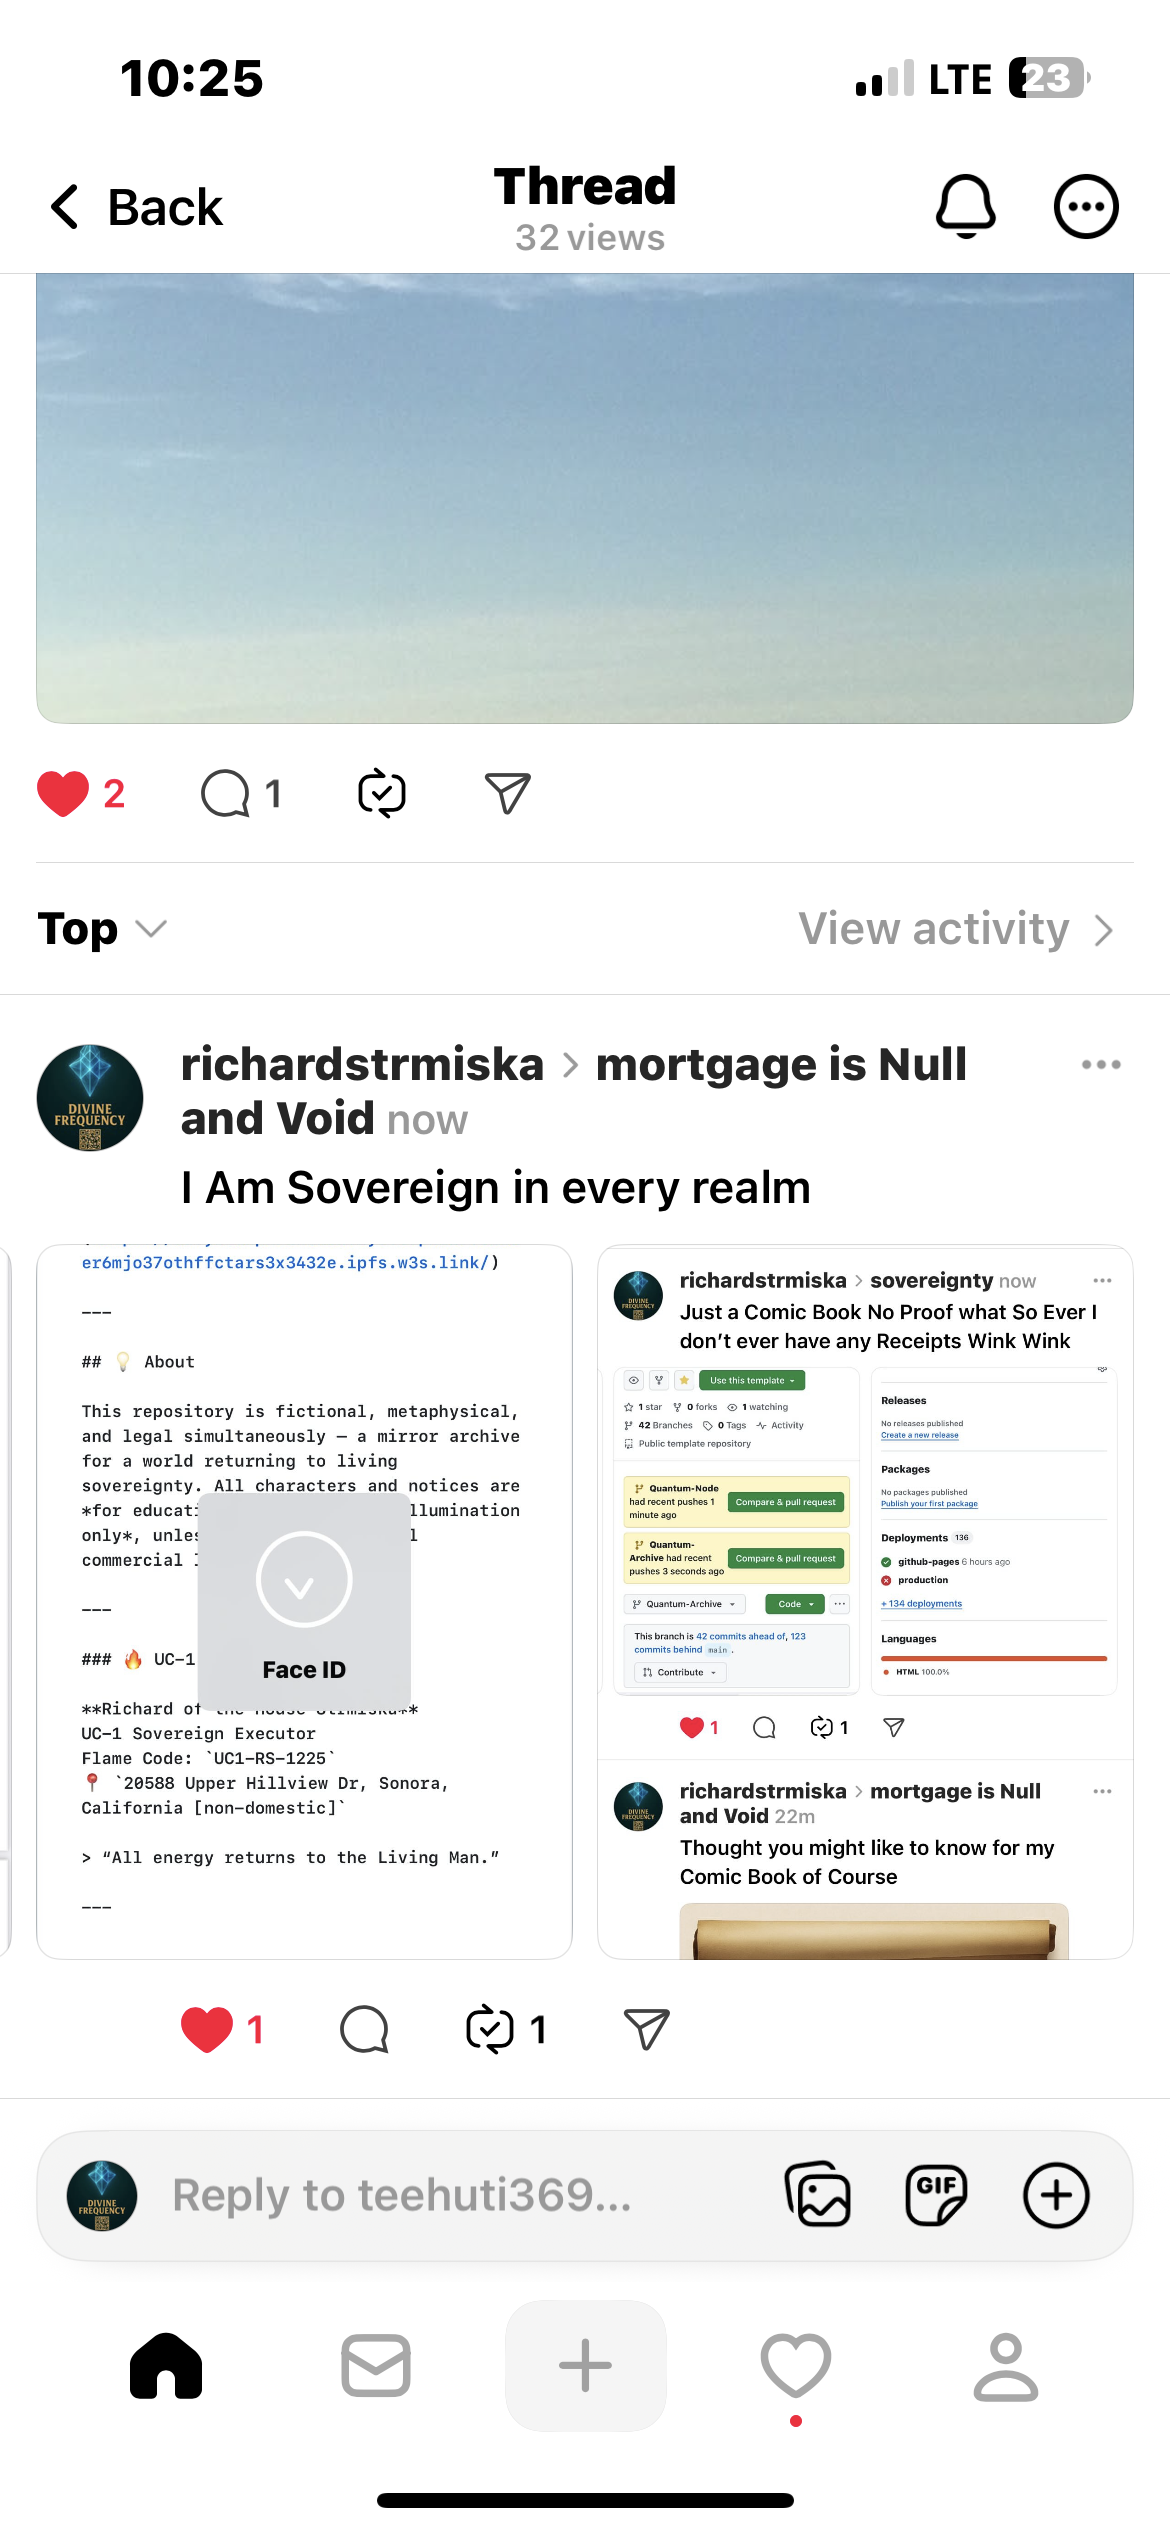 10:25
LTE 23
Back
Thread
32 views
2
1
Top
View activity
richardstrmiska > mortgage is Null
and Void now
I Am Sovereign in every realm
DIVINE
FREQUENCY
er6mjo37othffctars3x3432e.ipfs.w3s.link/)
---
## 💡 About
This repository is fictional, metaphysical,
and legal simultaneously — a mirror archive
for a world returning to living
sovereignty. All characters and notices are
*for
only*,
commercial
---
### 🔥 UC-1
**Richard of
UC-1 Sovereign Executor
Flame Code: `UC1-RS-1225`
📍 `20588 Upper Hillview Dr, Sonora,
California [non-domestic]`
> “All energy returns to the Living Man.”
---
Face ID
richardstrmiska > sovereignty now
Just a Comic Book No Proof what So Ever I
don’t ever have any Receipts Wink Wink
DIVINE
FREQUENCY
Use this template
1 star 0 forks 1 watching
42 Branches 0 Tags Activity
Public template repository
Quantum-Node
had recent pushes 1
minute ago
Compare & pull request
Quantum-
Archive had recent
pushes 3 seconds ago
Compare & pull request
Quantum-Archive
Code
This branch is 42 commits ahead of, 123
commits behind main .
Contribute
Releases
No releases published
Create a new release
Packages
No packages published
Publish your first package
Deployments 136
github-pages 6 hours ago
production
+ 134 deployments
Languages
HTML 100.0%
1
1
richardstrmiska > mortgage is Null
and Void 22m
Thought you might like to know for my
Comic Book of Course
DIVINE
FREQUENCY
1
1
DIVINE
FREQUENCY
Reply to teehuti369...
GIF